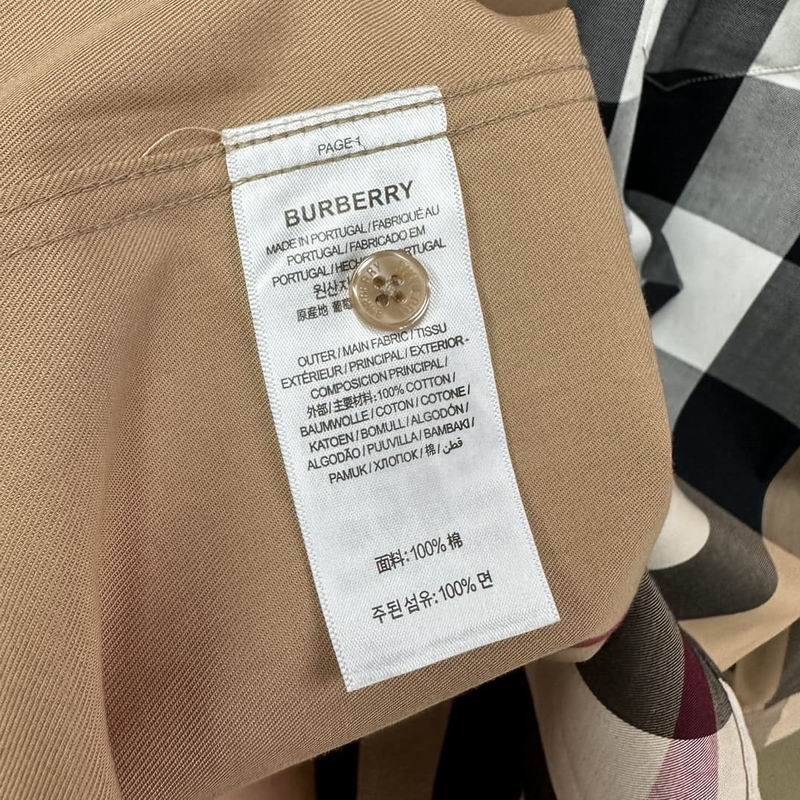 PAGE 1
BURBERRY
MADE IN PORTUGAL / FABRIQUÉ AU
PORTUGAL / FABRICADO EM
PORTUGAL / PORTUGAL
원산지
原産地 葡萄
OUTER / MAIN FABRIC / TISSU
EXTÉRIEUR / PRINCIPAL / EXTERIOR-
COMPOSICION PRINCIPAL /
外部 / 主要材料: 100% COTTON /
BAUMWOLLE / COTON / COTONE /
KATOEN / BOMULL / ALGODÓN /
ALGODÃO / PUUVILLA / BAMBAKI /
PAMUK / ХЛОПОК / 棉 / قطن
面料: 100% 棉
주된 섬유: 100% 면